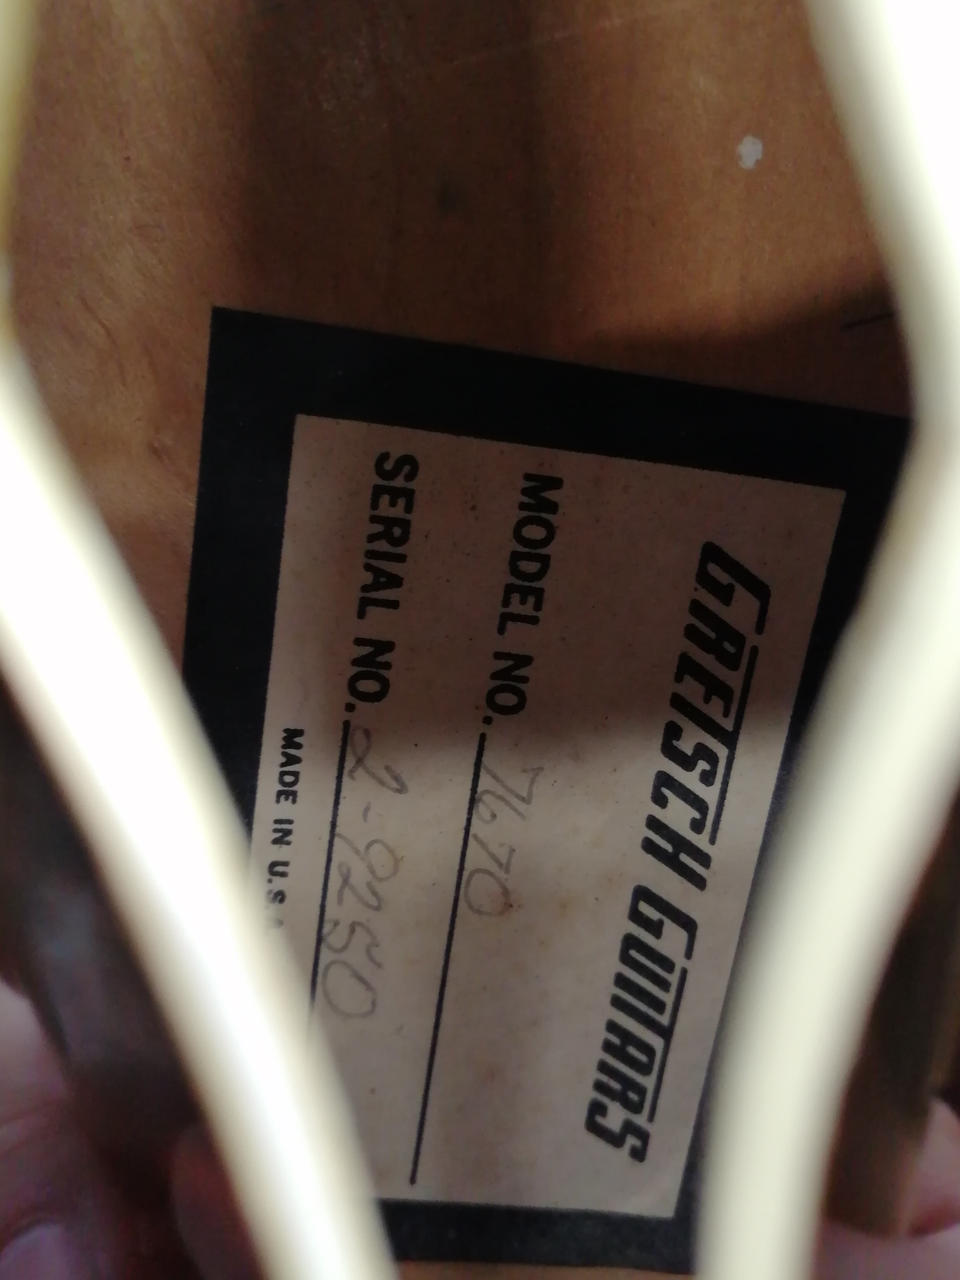 GRETSCH GUITARS
MODEL NO. 7670
SERIAL NO. 2-9250
MADE IN U.S.A